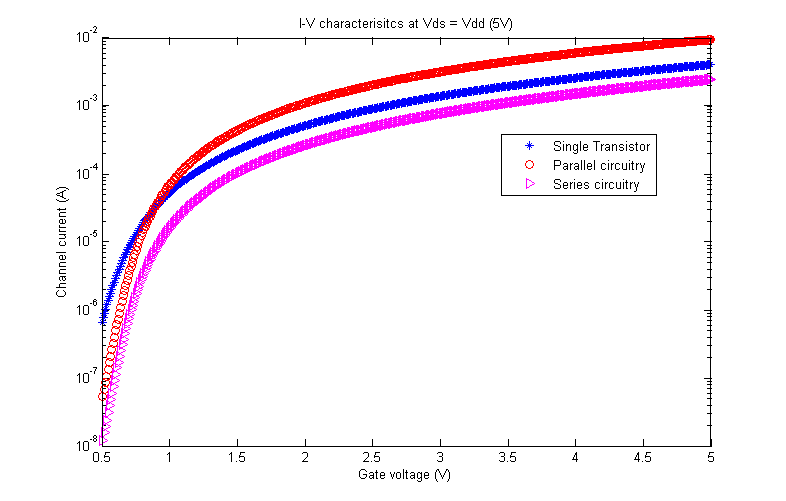 I-V characterisitcs at Vds = Vdd (5V)
Channel current (A)
10^-2
10^-3
10^-4
10^-5
10^-6
10^-7
10^-8
Single Transistor
Parallel circuitry
Series circuitry
0.5 1 1.5 2 2.5 3 3.5 4 4.5 5
Gate voltage (V)